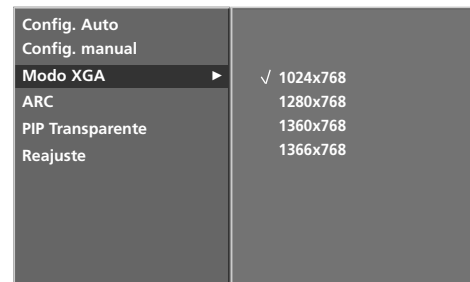 Config. Auto
Config. manual
Modo XGA ►
ARC
PIP Transparente
Reajuste
√ 1024x768
1280x768
1360x768
1366x768